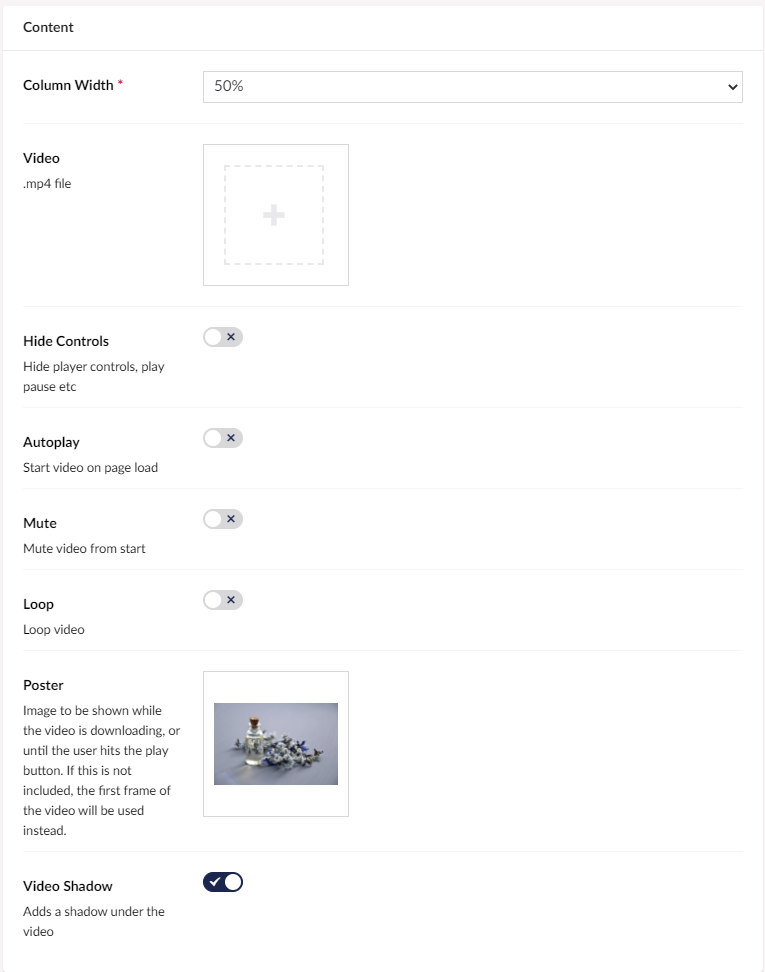 Content
Column Width *
50%
Video
.mp4 file
Hide Controls
Hide player controls, play
pause etc
Autoplay
Start video on page load
Mute
Mute video from start
Loop
Loop video
Poster
Image to be shown while
the video is downloading, or
until the user hits the play
button. If this is not
included, the first frame of
the video will be used
instead.
Video Shadow
Adds a shadow under the
video